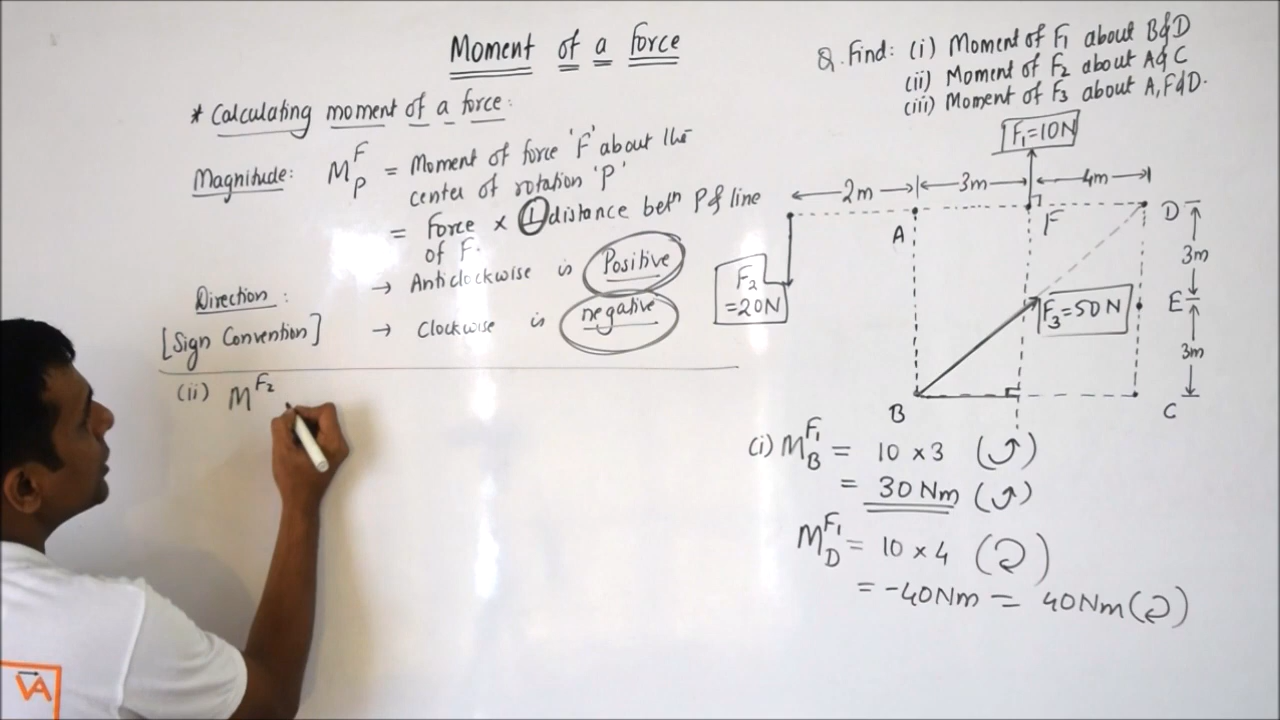 Moment of a force
* Calculating moment of a force:
Magnitude: M_P^F = Moment of force 'F' about the
center of rotation 'P'
= Force × ⊥ distance betn P & line
of F.
Direction: → Anticlockwise is Positive
[Sign Convention] → Clockwise is negative
(ii) M^F₂
Q. Find: (i) Moment of F₁ about B & D
(ii) Moment of F₂ about A & C
(iii) Moment of F₃ about A, F & D.
F₁=10N
2m 3m 4m
A F D
3m
F₂
=20N
F₃=50N E
3m
B C
(i) M_B^F₁ = 10 × 3 (↺)
= 30 Nm (↺)
M_D^F₁ = 10 × 4 (↻)
= -40Nm = 40Nm (↻)
VA